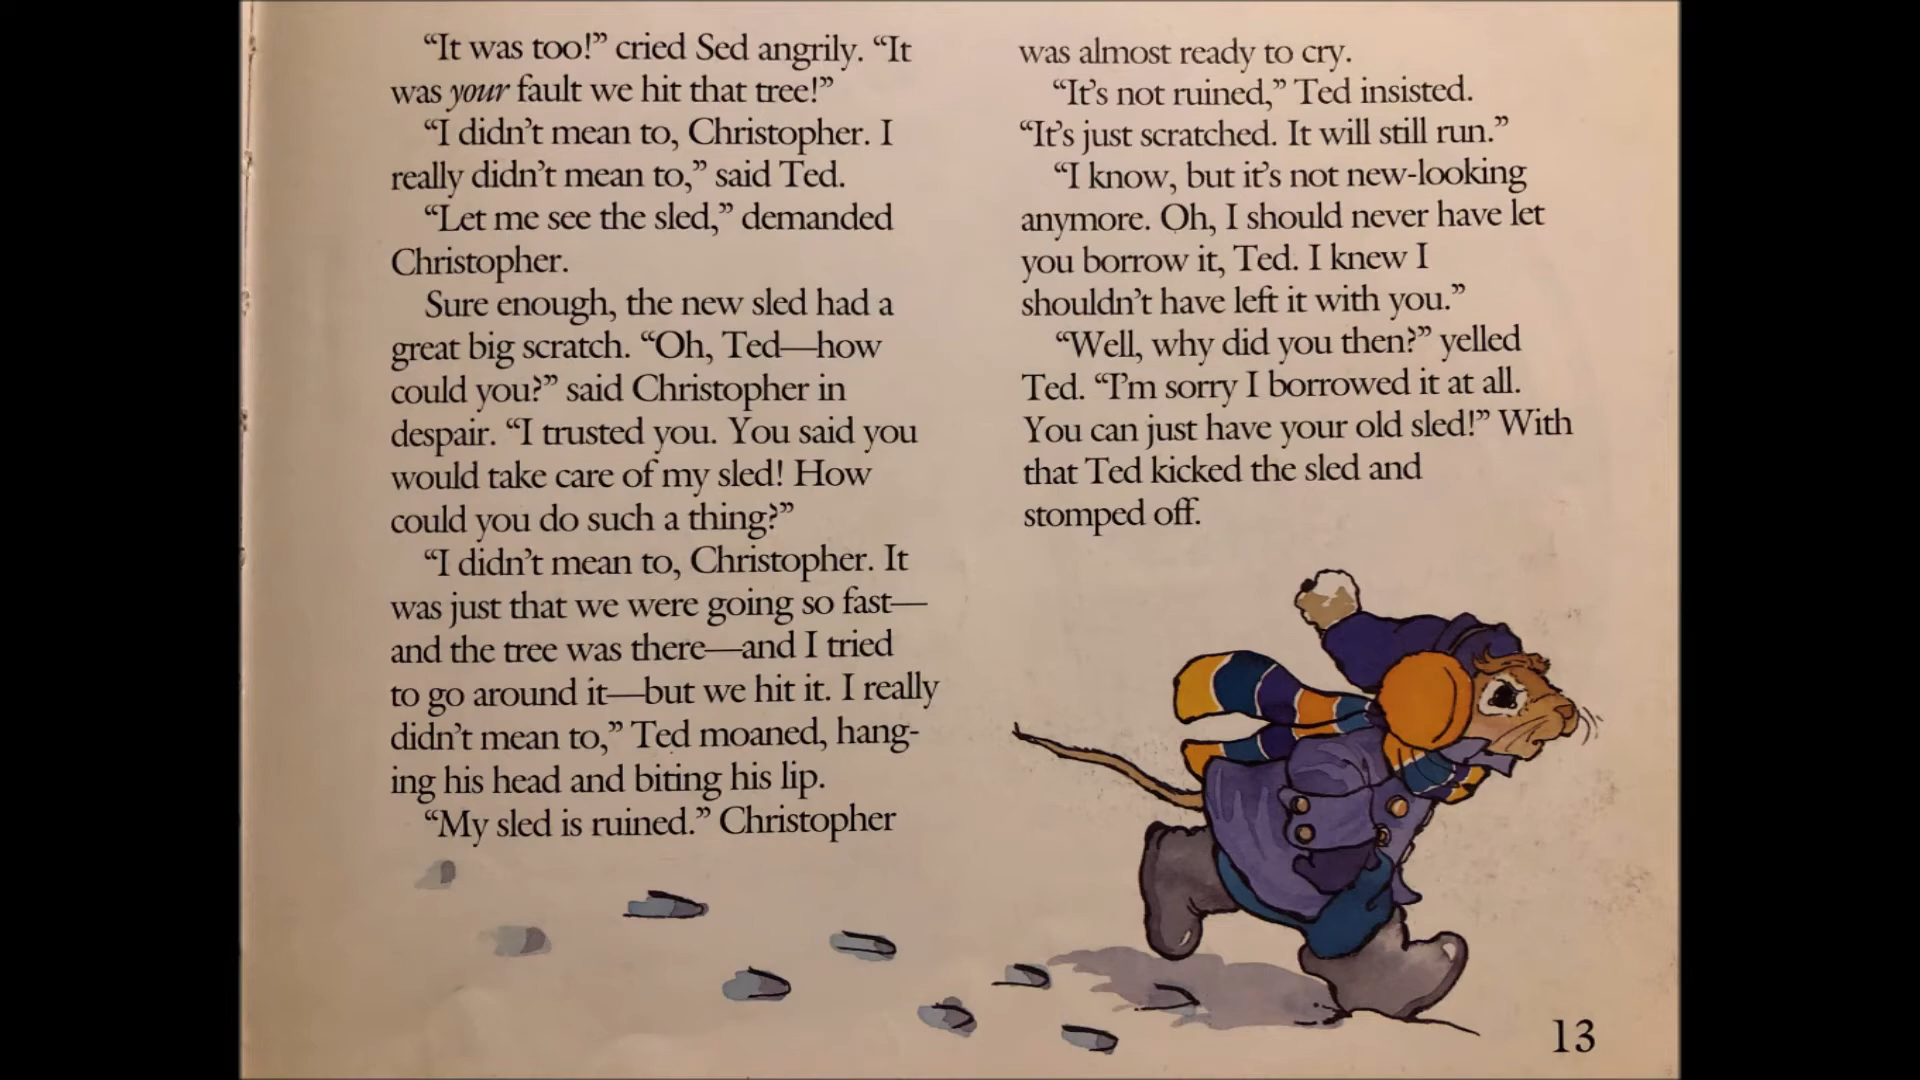 “It was too!” cried Sed angrily. “It
was your fault we hit that tree!”
“I didn’t mean to, Christopher. I
really didn’t mean to,” said Ted.
“Let me see the sled,” demanded
Christopher.
Sure enough, the new sled had a
great big scratch. “Oh, Ted—how
could you?” said Christopher in
despair. “I trusted you. You said you
would take care of my sled! How
could you do such a thing?”
“I didn’t mean to, Christopher. It
was just that we were going so fast—
and the tree was there—and I tried
to go around it—but we hit it. I really
didn’t mean to,” Ted moaned, hang-
ing his head and biting his lip.
“My sled is ruined.” Christopher
was almost ready to cry.
“It’s not ruined,” Ted insisted.
“It’s just scratched. It will still run.”
“I know, but it’s not new-looking
anymore. Oh, I should never have let
you borrow it, Ted. I knew I
shouldn’t have left it with you.”
“Well, why did you then?” yelled
Ted. “I’m sorry I borrowed it at all.
You can just have your old sled!” With
that Ted kicked the sled and
stomped off.
13